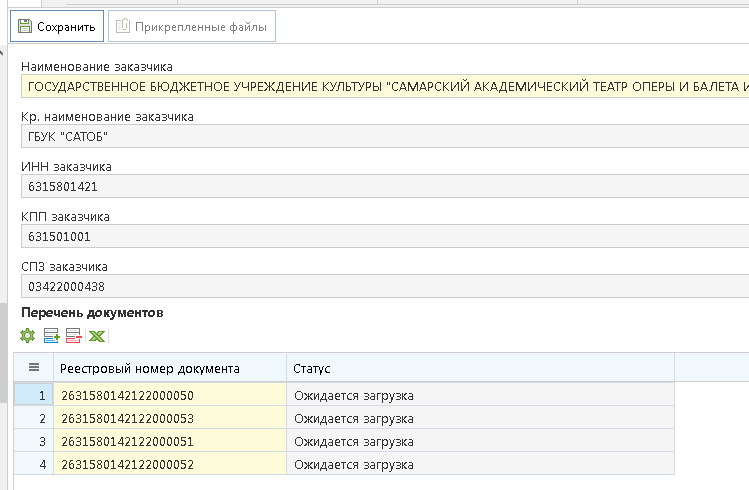 Сохранить Прикрепленные файлы
Наименование заказчика
ГОСУДАРСТВЕННОЕ БЮДЖЕТНОЕ УЧРЕЖДЕНИЕ КУЛЬТУРЫ "САМАРСКИЙ АКАДЕМИЧЕСКИЙ ТЕАТР ОПЕРЫ И БАЛЕТА И
Кр. наименование заказчика
ГБУК "САТОБ"
ИНН заказчика
6315801421
КПП заказчика
631501001
СПЗ заказчика
03422000438
Перечень документов
Реестровый номер документа Статус
1 2631580142122000050 Ожидается загрузка
2 2631580142122000053 Ожидается загрузка
3 2631580142122000051 Ожидается загрузка
4 2631580142122000052 Ожидается загрузка